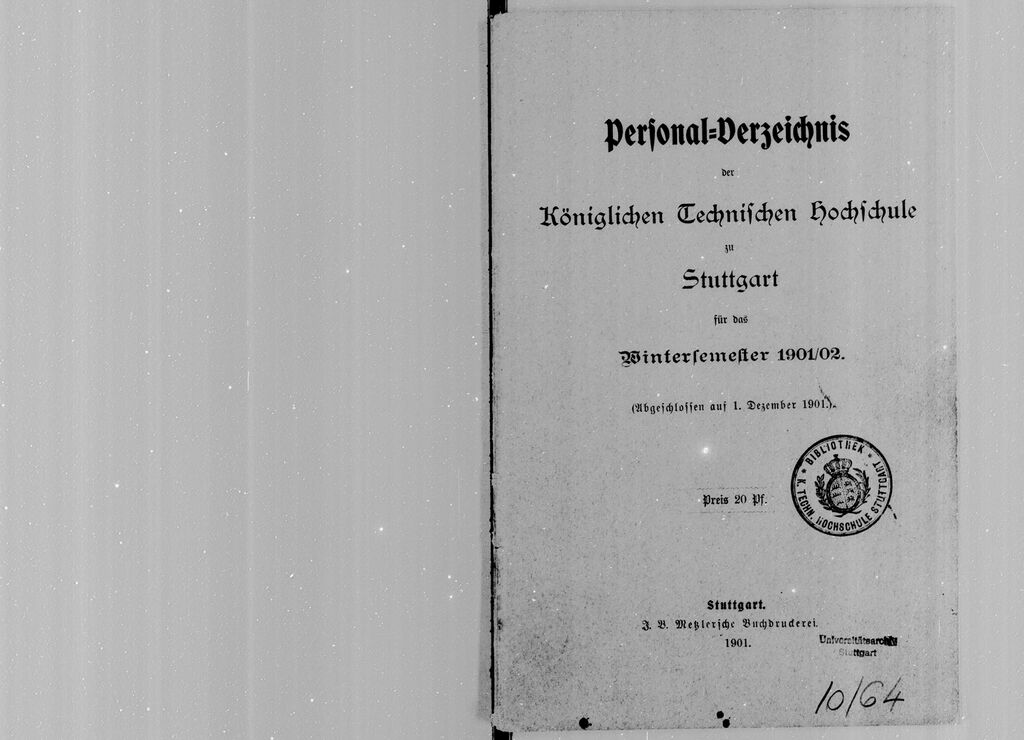 Personal-Verzeichnis
der
Königlichen Technischen Hochschule
zu
Stuttgart
für das
Wintersemester 1901/02.
(Abgeschlossen auf 1. Dezember 1901.)
BIBLIOTHEK
* K. TECHN. HOCHSCHULE STUTTGART *
Preis 20 Pf.
Stuttgart.
J. B. Metzlersche Buchdruckerei.
1901.
Universitätsarchiv
Stuttgart
10/64